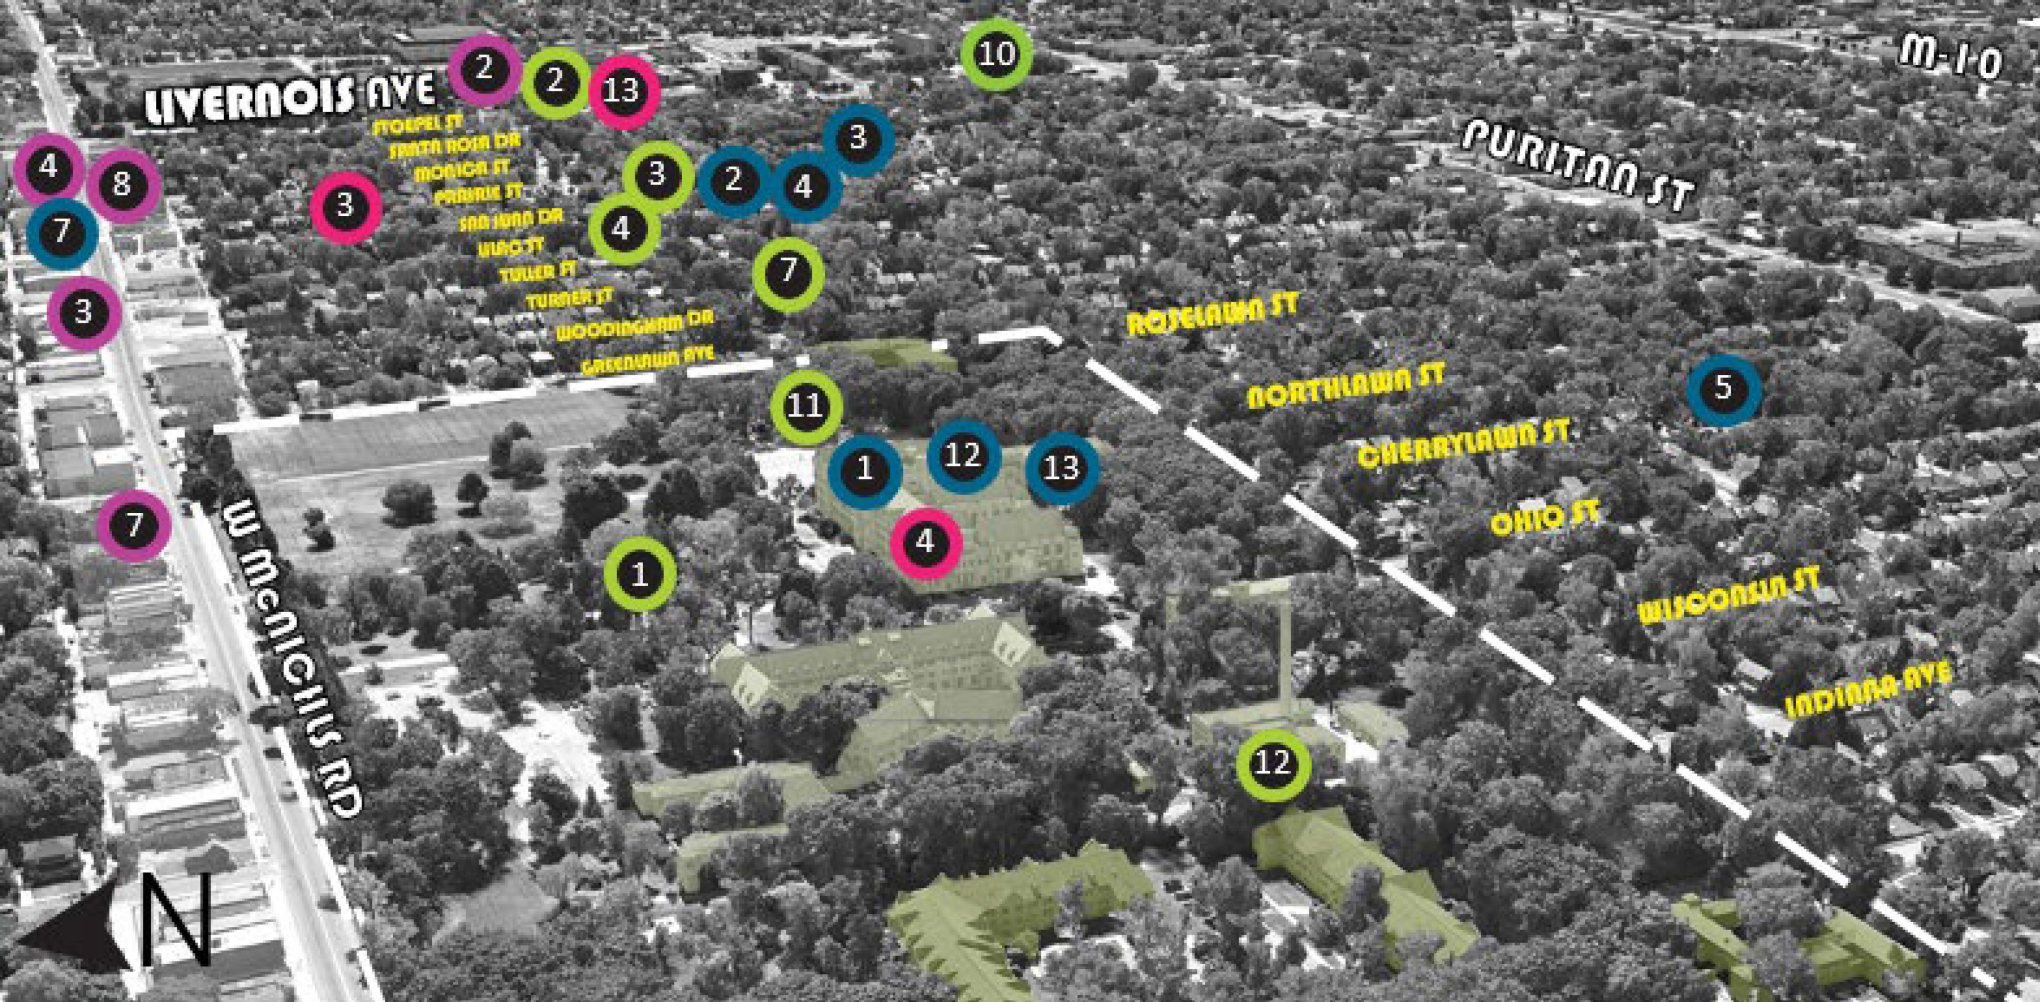 10
M-10
LIVERNOIS AVE
2
2
13
STOEPEL ST
SANTA ROSA DR
MONICA ST
PRAIRIE ST
SAN JUAN DR
WLAC ST
TULLER ST
TURNER ST
WOODINGHAM DR
GREENLAWN AVE
PURITAN ST
3
4
8
3
2
4
3
7
4
7
3
ROSELAWN ST
NORTHLAWN ST
CHERRYLAWN ST
OHIO ST
WISCONSIN ST
INDIANA AVE
5
11
1
12
13
7
4
1
W McNICHLS RD
12
N